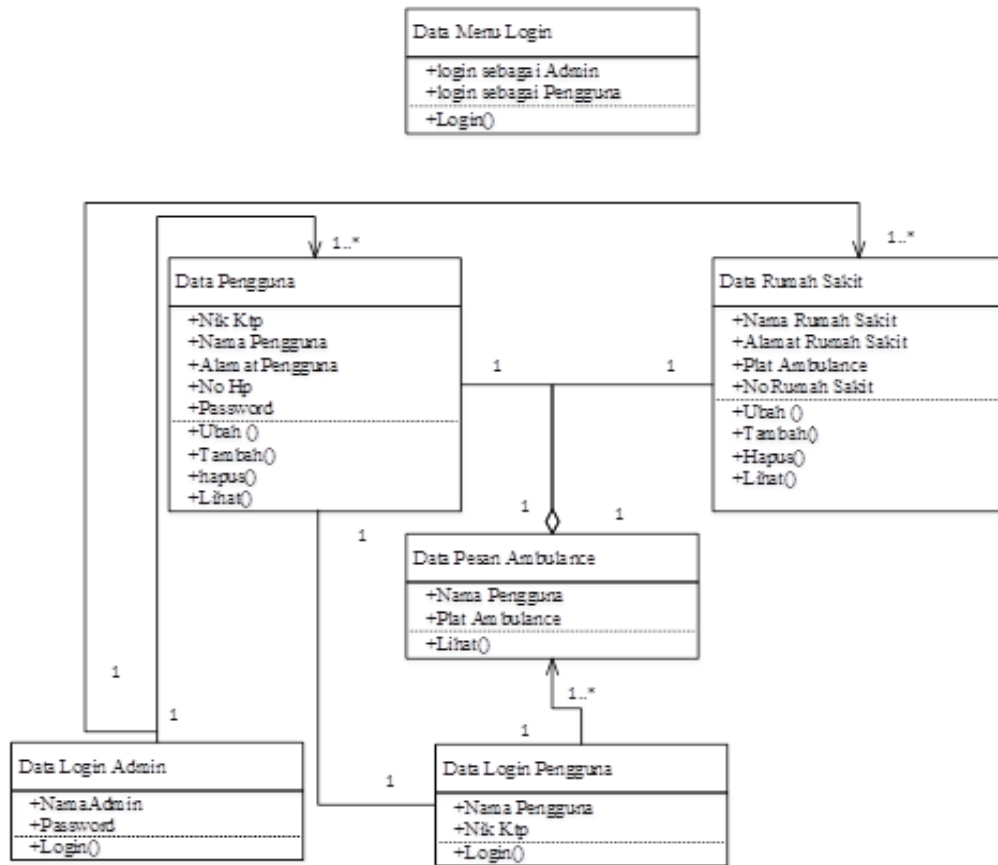 Data Menu Login
+login sebagai Admin
+login sebagai Pengguna
+Login()
1..*
1..*
Data Pengguna
+Nik Ktp
+Nama Pengguna
+Alamat Pengguna
+No Hp
+Password
+Ubah ()
+Tambah()
+hapus()
+Lihat()
Data Rumah Sakit
+Nama Rumah Sakit
+Alamat Rumah Sakit
+Plat Ambulance
+No Rumah Sakit
+Ubah ()
+Tambah()
+Hapus()
+Lihat()
1
1
1
1
1
Data Pesan Ambulance
+Nama Pengguna
+Plat Ambulance
+Lihat()
1..*
1
1
1
1
Data Login Admin
+Nama Admin
+Password
+Login()
Data Login Pengguna
+Nama Pengguna
+Nik Ktp
+Login()